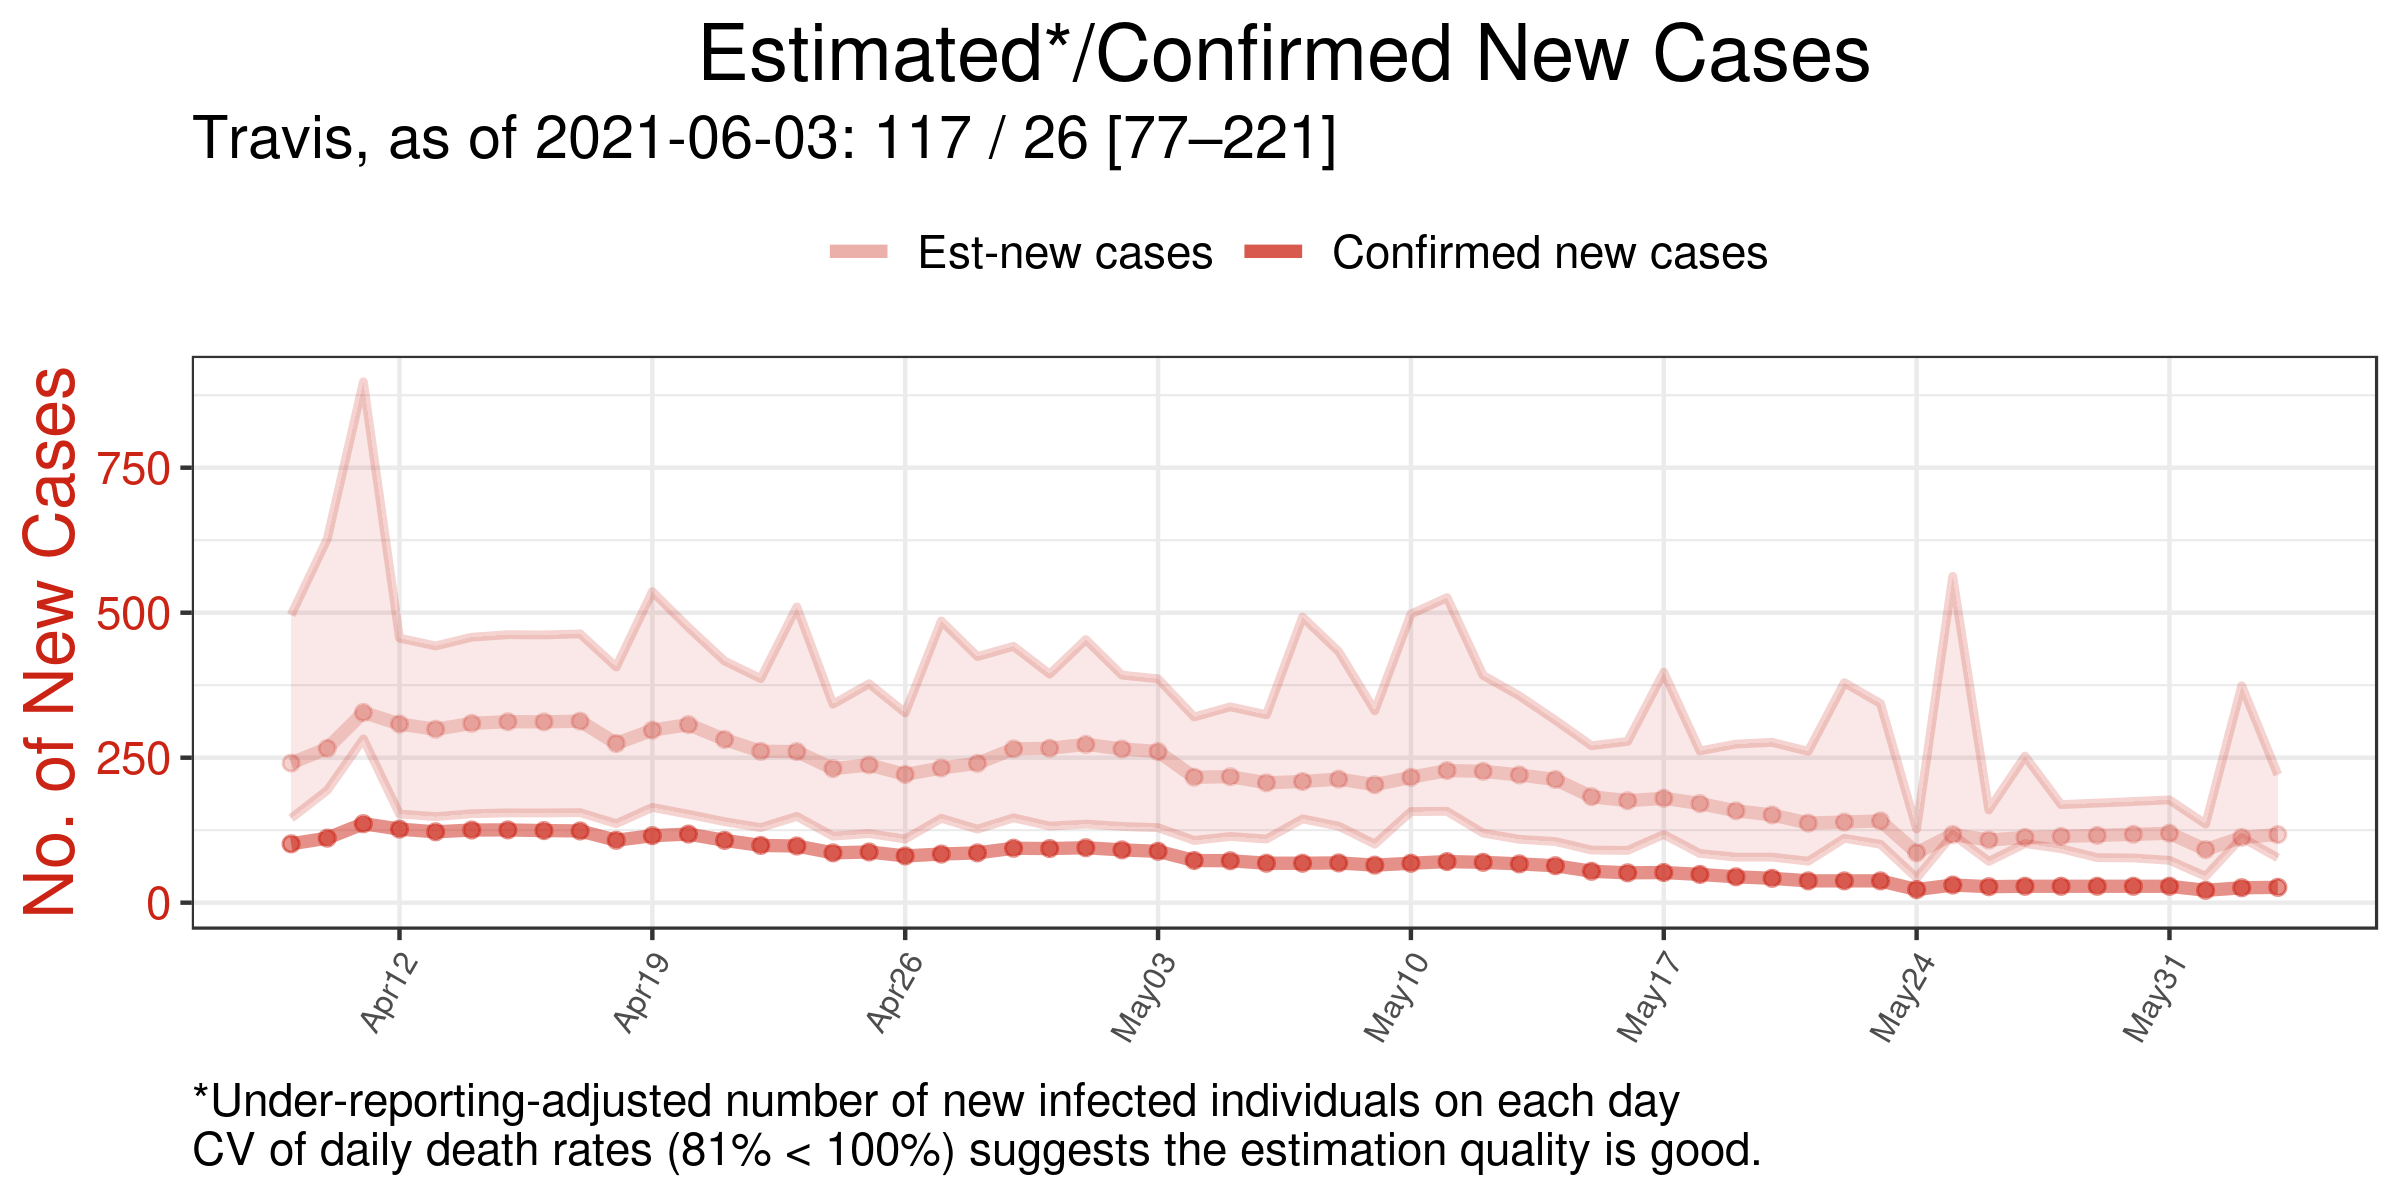 Estimated*/Confirmed New Cases
Travis, as of 2021-06-03: 117 / 26 [77–221]
Est-new cases
Confirmed new cases
No. of New Cases
750
500
250
0
Apr12
Apr19
Apr26
May03
May10
May17
May24
May31
*Under-reporting-adjusted number of new infected individuals on each day
CV of daily death rates (81% < 100%) suggests the estimation quality is good.